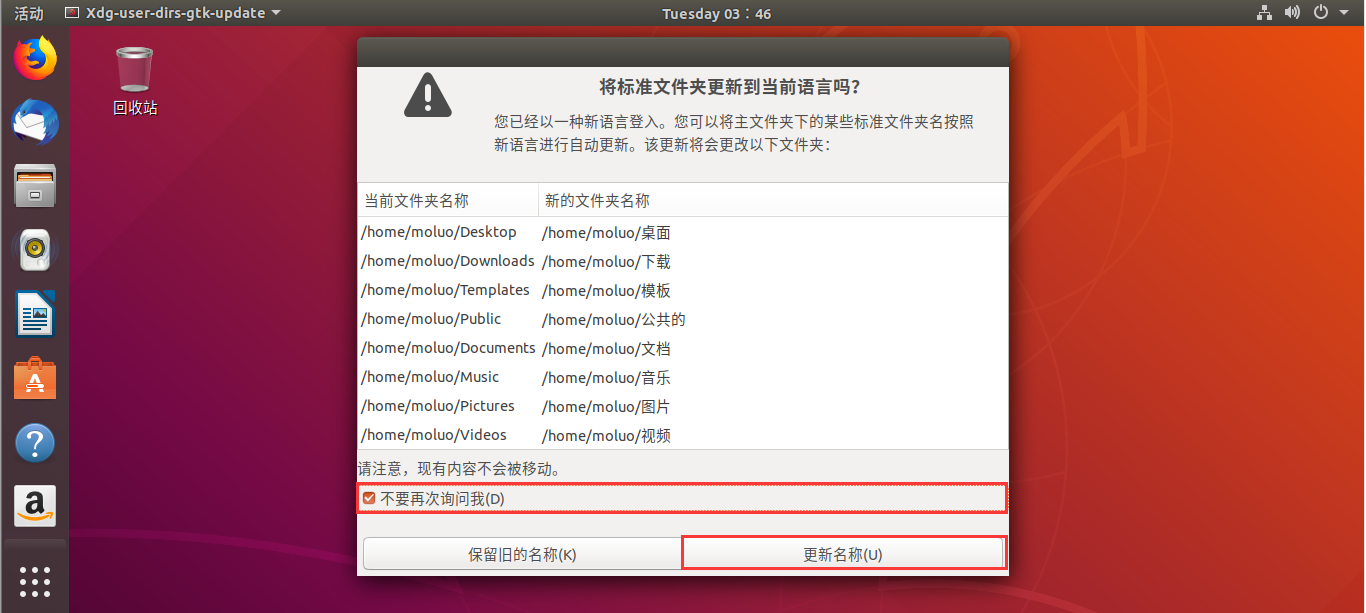 活动
Xdg-user-dirs-gtk-update
Tuesday 03：46
回收站
将标准文件夹更新到当前语言吗？
您已经以一种新语言登入。您可以将主文件夹下的某些标准文件夹名按照
新语言进行自动更新。该更新将会更改以下文件夹：
当前文件夹名称 新的文件夹名称
/home/moluo/Desktop /home/moluo/桌面
/home/moluo/Downloads /home/moluo/下载
/home/moluo/Templates /home/moluo/模板
/home/moluo/Public /home/moluo/公共的
/home/moluo/Documents /home/moluo/文档
/home/moluo/Music /home/moluo/音乐
/home/moluo/Pictures /home/moluo/图片
/home/moluo/Videos /home/moluo/视频
请注意，现有内容不会被移动。
不要再次询问我(D)
保留旧的名称(K) 更新名称(U)